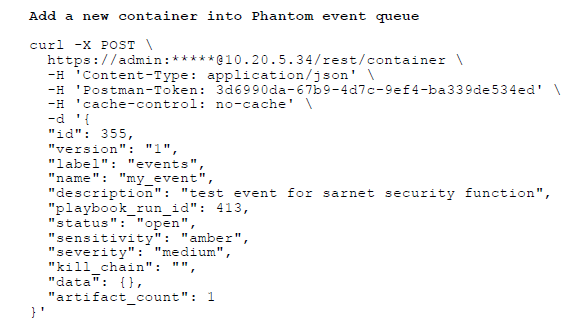 Add a new container into Phantom event queue
curl -X POST \
https://admin:*****@10.20.5.34/rest/container \
-H 'Content-Type: application/json' \
-H 'Postman-Token: 3d6990da-67b9-4d7c-9ef4-ba339de534ed' \
-H 'cache-control: no-cache' \
-d '{
"id": 355,
"version": "1",
"label": "events",
"name": "my_event",
"description": "test event for sarnet security function",
"playbook_run_id": 413,
"status": "open",
"sensitivity": "amber",
"severity": "medium",
"kill_chain": "",
"data": {},
"artifact_count": 1
}'